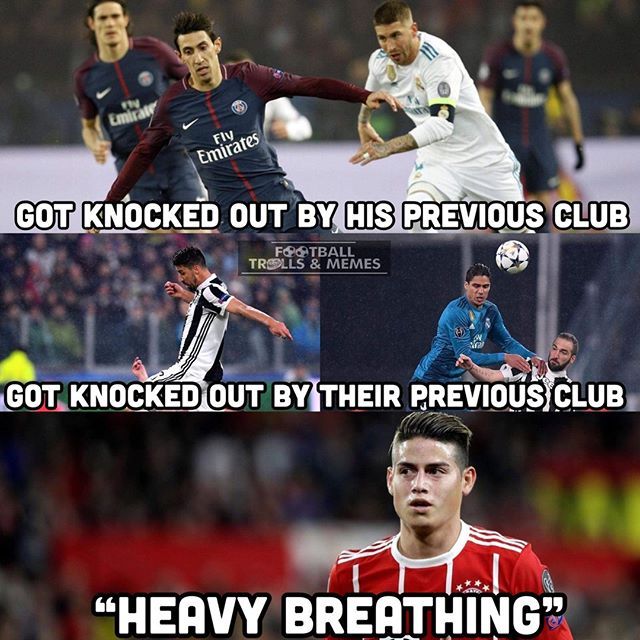 Fly
Emirates
Fly
Emirates
GOT KNOCKED OUT BY HIS PREVIOUS CLUB
FOOTBALL
TROLLS & MEMES
GOT KNOCKED OUT BY THEIR PREVIOUS CLUB
"HEAVY BREATHING"